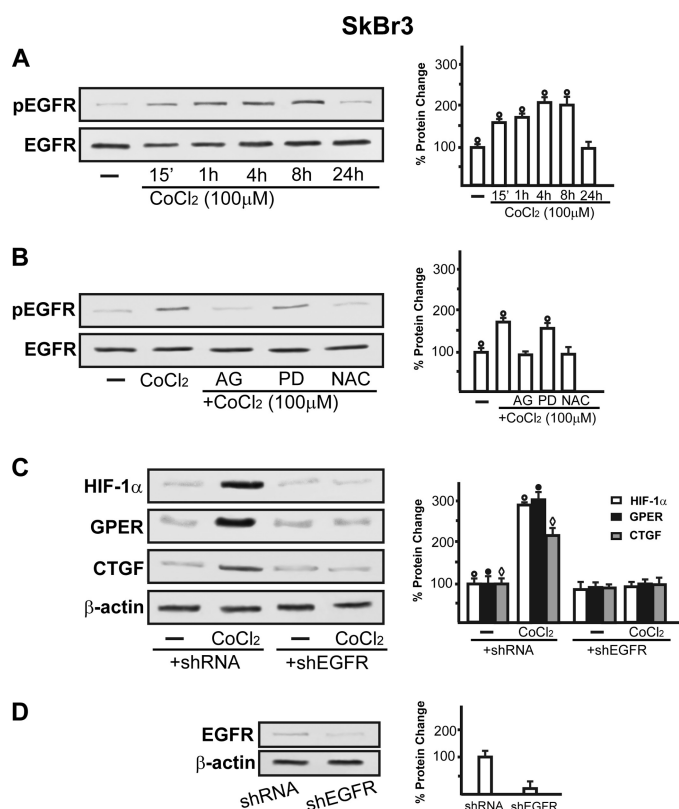 SkBr3
A
pEGFR
EGFR
– 15' 1h 4h 8h 24h
CoCl₂ (100μM)
% Protein Change
300
200
100
– 15' 1h 4h 8h 24h
CoCl₂ (100μM)
B
pEGFR
EGFR
– CoCl₂ AG PD NAC
+CoCl₂ (100μM)
% Protein Change
300
200
100
– AG PD NAC
+CoCl₂ (100μM)
C
HIF-1α
GPER
CTGF
β-actin
– CoCl₂ – CoCl₂
+shRNA +shEGFR
% Protein Change
300
200
100
HIF-1α
GPER
CTGF
– CoCl₂ – CoCl₂
+shRNA +shEGFR
D
EGFR
β-actin
shRNA shEGFR
% Protein Change
200
100
shRNA shEGFR